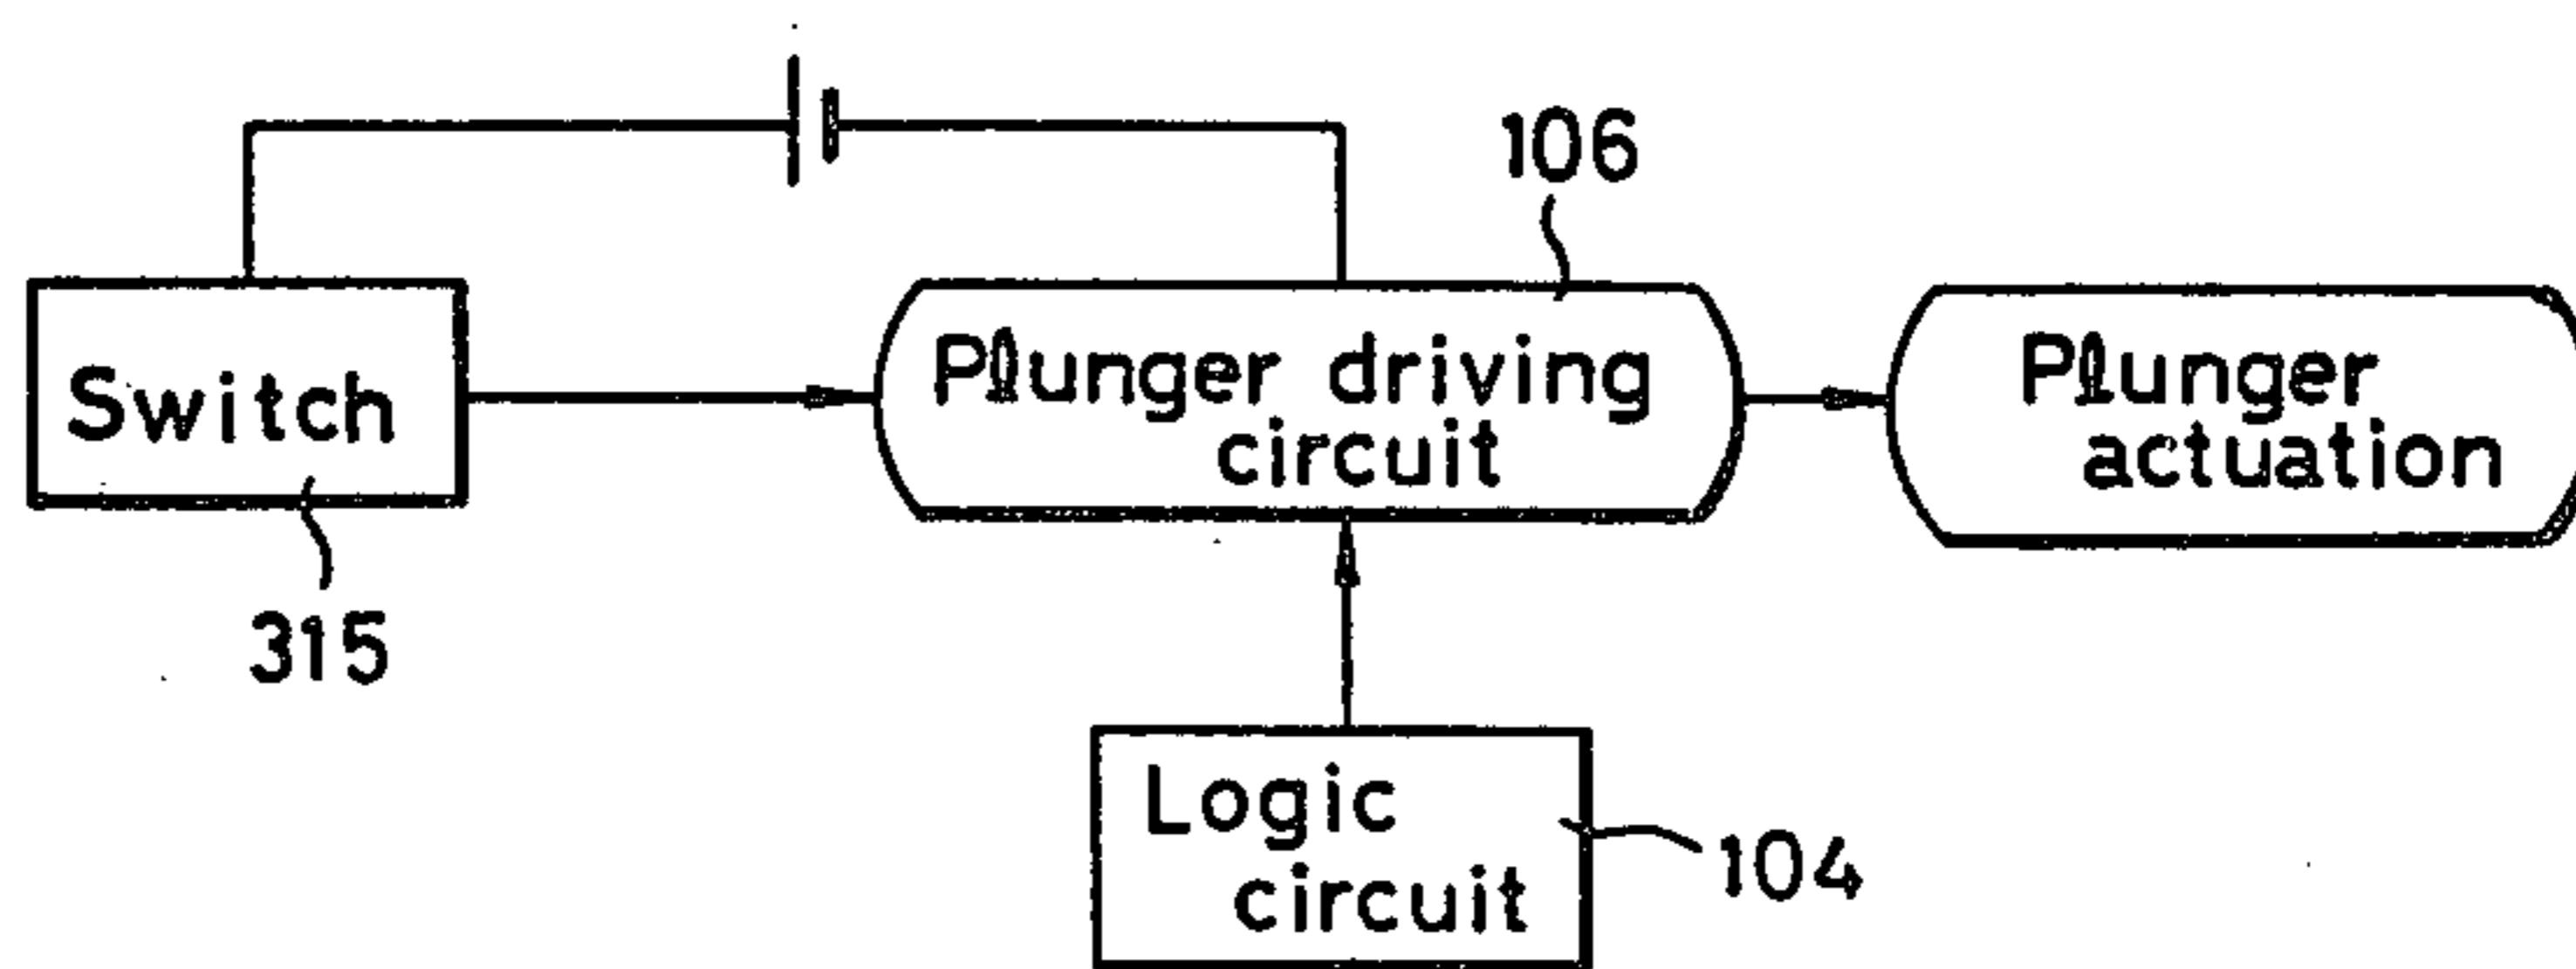 106
Switch
Plunger driving
circuit
Plunger
actuation
315
Logic
circuit
104